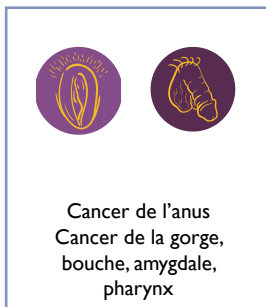 Cancer de l’anus
Cancer de la gorge,
bouche, amygdale,
pharynx